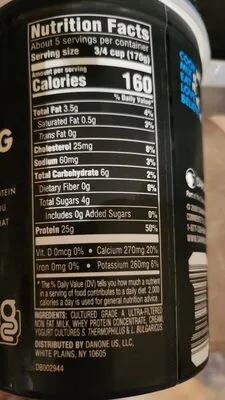 Nutrition Facts
About 5 servings per container
Serving size 3/4 cup (170g)
Amount per serving
Calories 160
% Daily Value*
Total Fat 3.5g 4%
Saturated Fat 0.5g 3%
Trans Fat 0g
Cholesterol 25mg 8%
Sodium 60mg 3%
Total Carbohydrate 6g 2%
Dietary Fiber 0g 0%
Total Sugars 4g
Includes 0g Added Sugars 0%
Protein 25g 50%
Vit. D 0mcg 0% • Calcium 270mg 20%
Iron 0mg 0% • Potassium 260mg 6%
* The % Daily Value (DV) tells you how much a nutrient
in a serving of food contributes to a daily diet. 2,000
calories a day is used for general nutrition advice.
INGREDIENTS: CULTURED GRADE A ULTRA-FILTERED
NON FAT MILK, WHEY PROTEIN CONCENTRATE, CREAM,
YOGURT CULTURES S. THERMOPHILUS & L. BULGARICUS
DISTRIBUTED BY DANONE US, LLC,
WHITE PLAINS, NY 10605
DB002944